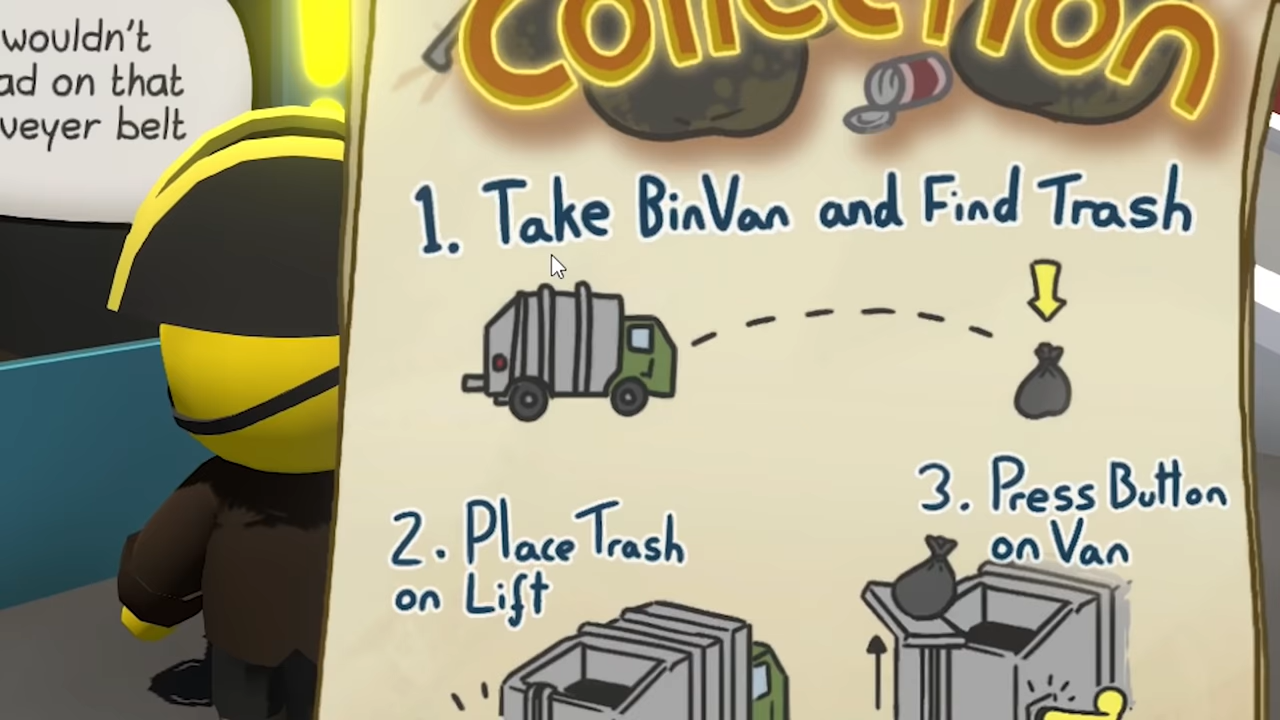 wouldn't
ad on that
veyer belt
Collection
1. Take BinVan and Find Trash
2. Place Trash
on Lift
3. Press Button
on Van